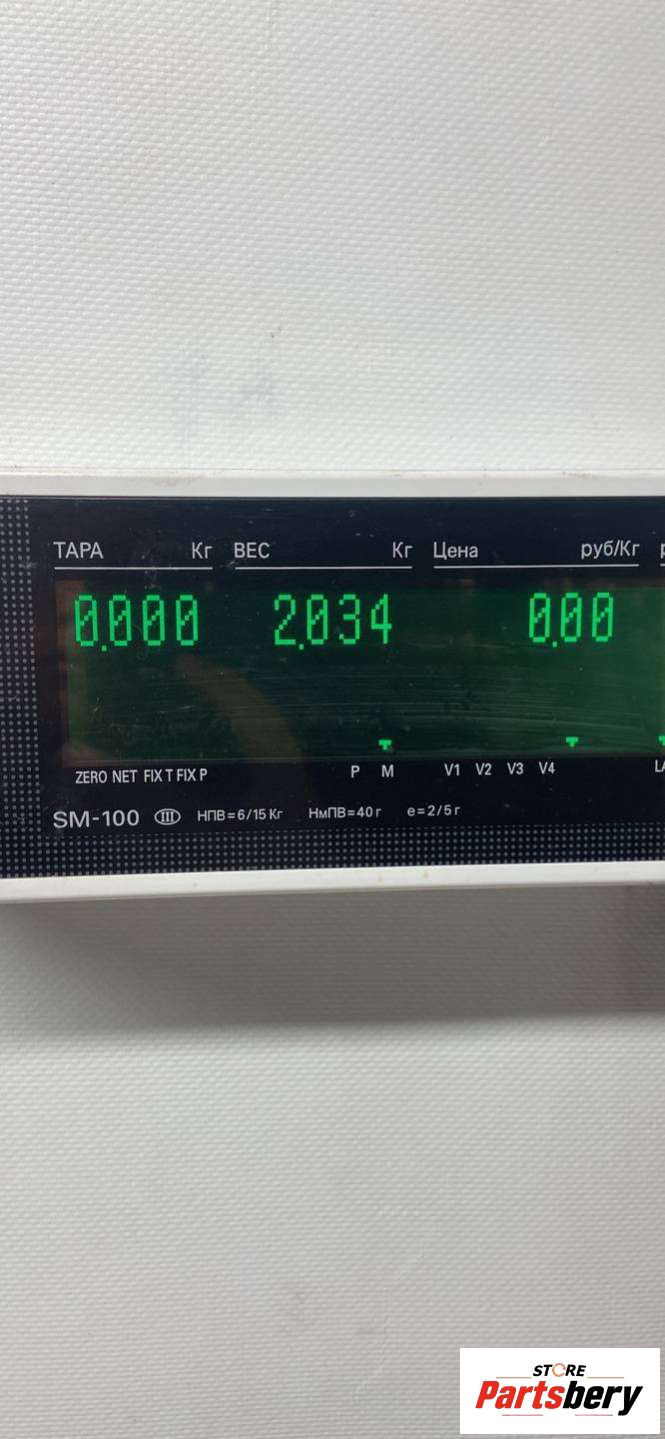 ТАРА Кг ВЕС Кг Цена руб/Кг
0.000 2.034 0.00
ZERO NET FIX T FIX P P M V1 V2 V3 V4
SM-100 III НПВ=6/15 Кг НмПВ=40 г e=2/5 г
STORE
Partsbery